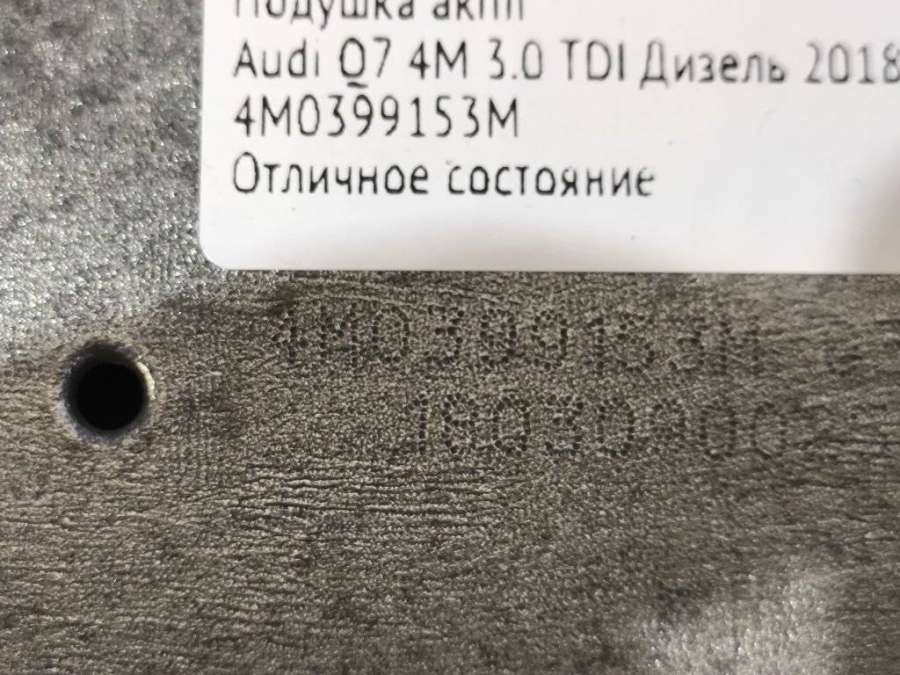 Подушка акпп
Audi Q7 4M 3.0 TDI Дизель 2018
4M0399153M
Отличное состояние
4M0399153M